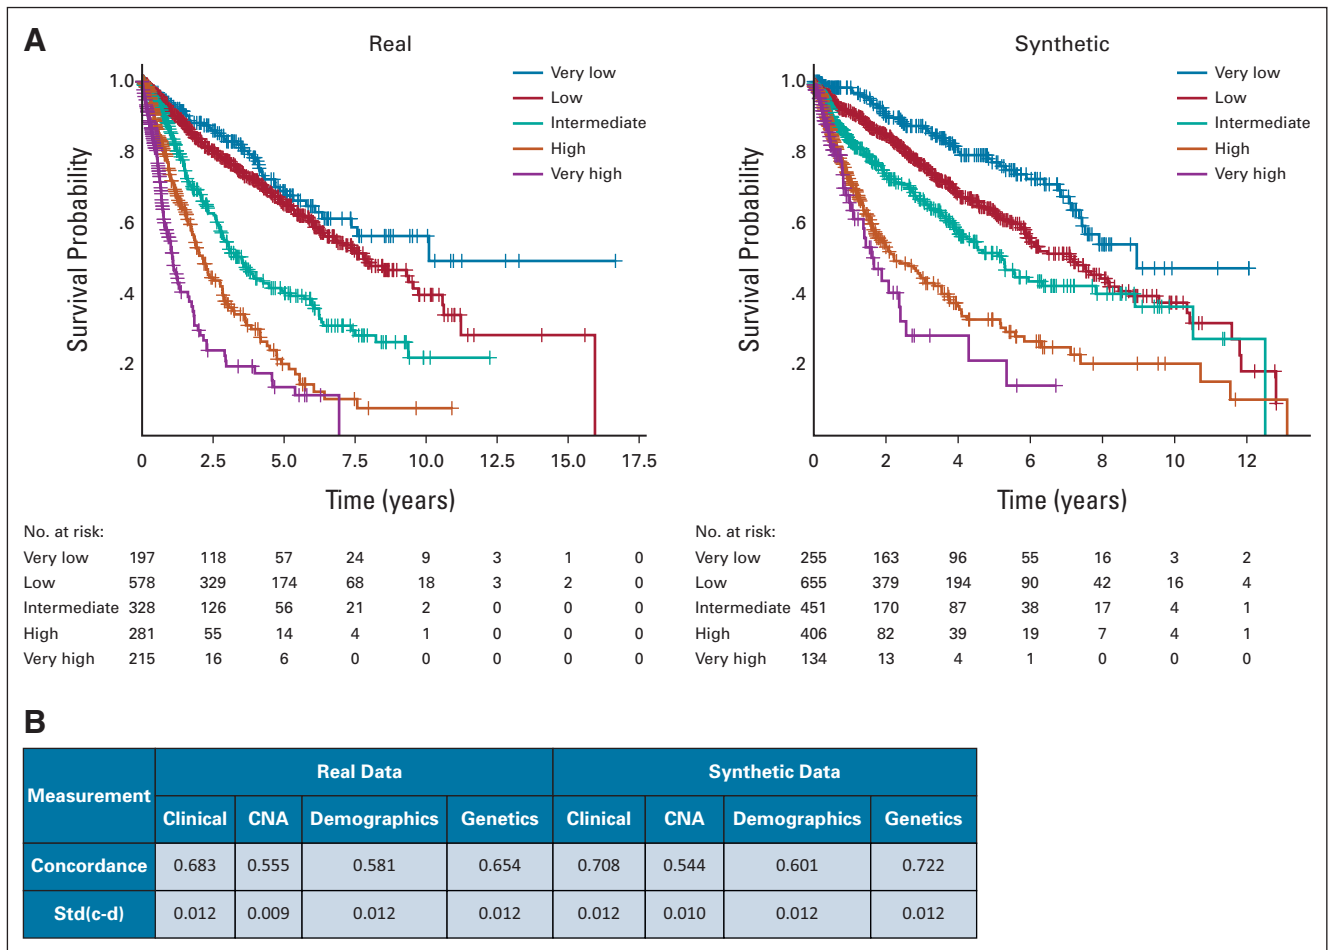 A
Real
Very low
Low
Intermediate
High
Very high
Survival Probability
1.0
.8
.6
.4
.2
0 2.5 5.0 7.5 10.0 12.5 15.0 17.5
Time (years)
No. at risk:
Very low 197 118 57 24 9 3 1 0
Low 578 329 174 68 18 3 2 0
Intermediate 328 126 56 21 2 0 0 0
High 281 55 14 4 1 0 0 0
Very high 215 16 6 0 0 0 0 0
Synthetic
Very low
Low
Intermediate
High
Very high
Survival Probability
1.0
.8
.6
.4
.2
0 2 4 6 8 10 12
Time (years)
No. at risk:
Very low 255 163 96 55 16 3 2
Low 655 379 194 90 42 16 4
Intermediate 451 170 87 38 17 4 1
High 406 82 39 19 7 4 1
Very high 134 13 4 1 0 0 0
B
Measurement Real Data Synthetic Data
Clinical CNA Demographics Genetics Clinical CNA Demographics Genetics
Concordance 0.683 0.555 0.581 0.654 0.708 0.544 0.601 0.722
Std(c-d) 0.012 0.009 0.012 0.012 0.012 0.010 0.012 0.012